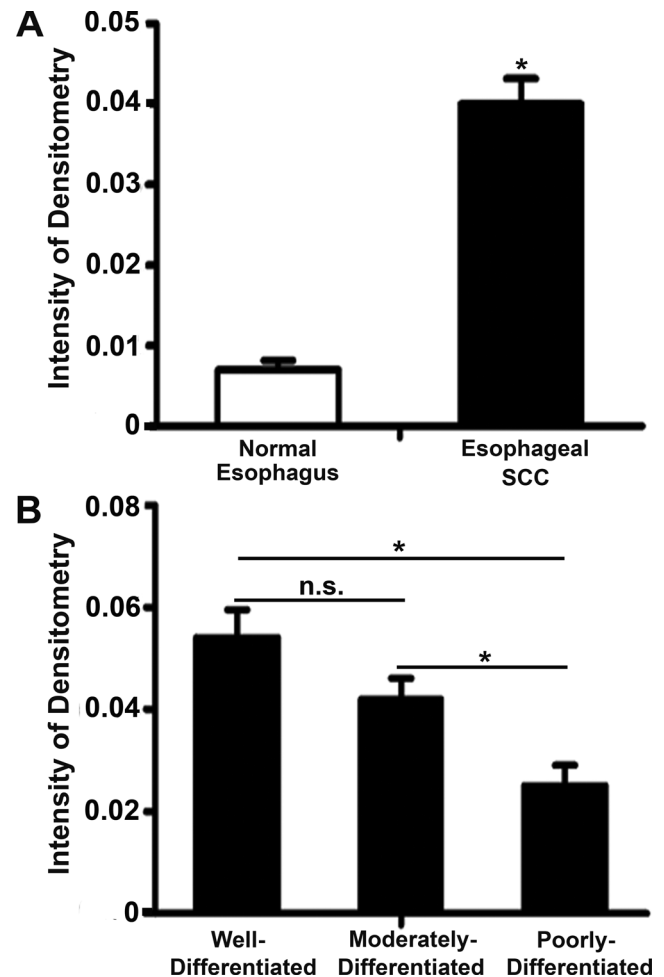 A
Intensity of Densitometry
0.05
0.04
0.03
0.02
0.01
0
*
Normal
Esophagus
Esophageal
SCC
B
Intensity of Densitometry
0.08
0.06
0.04
0.02
0
*
n.s.
*
Well-
Differentiated
Moderately-
Differentiated
Poorly-
Differentiated